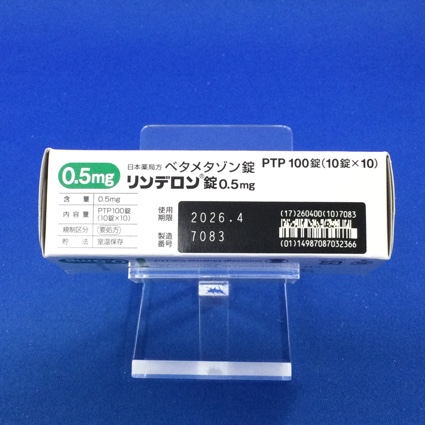 0.5mg
日本薬局方 ベタメタゾン錠 PTP 100錠(10錠×10)
リンデロン®錠0.5mg
含量 0.5mg
内容量 PTP100錠(10錠×10)
規制区分 要処方
貯法 室温保存
使用期限 2026.4
製造番号 7083
(17)260400(10)7083
(01)14987087032366